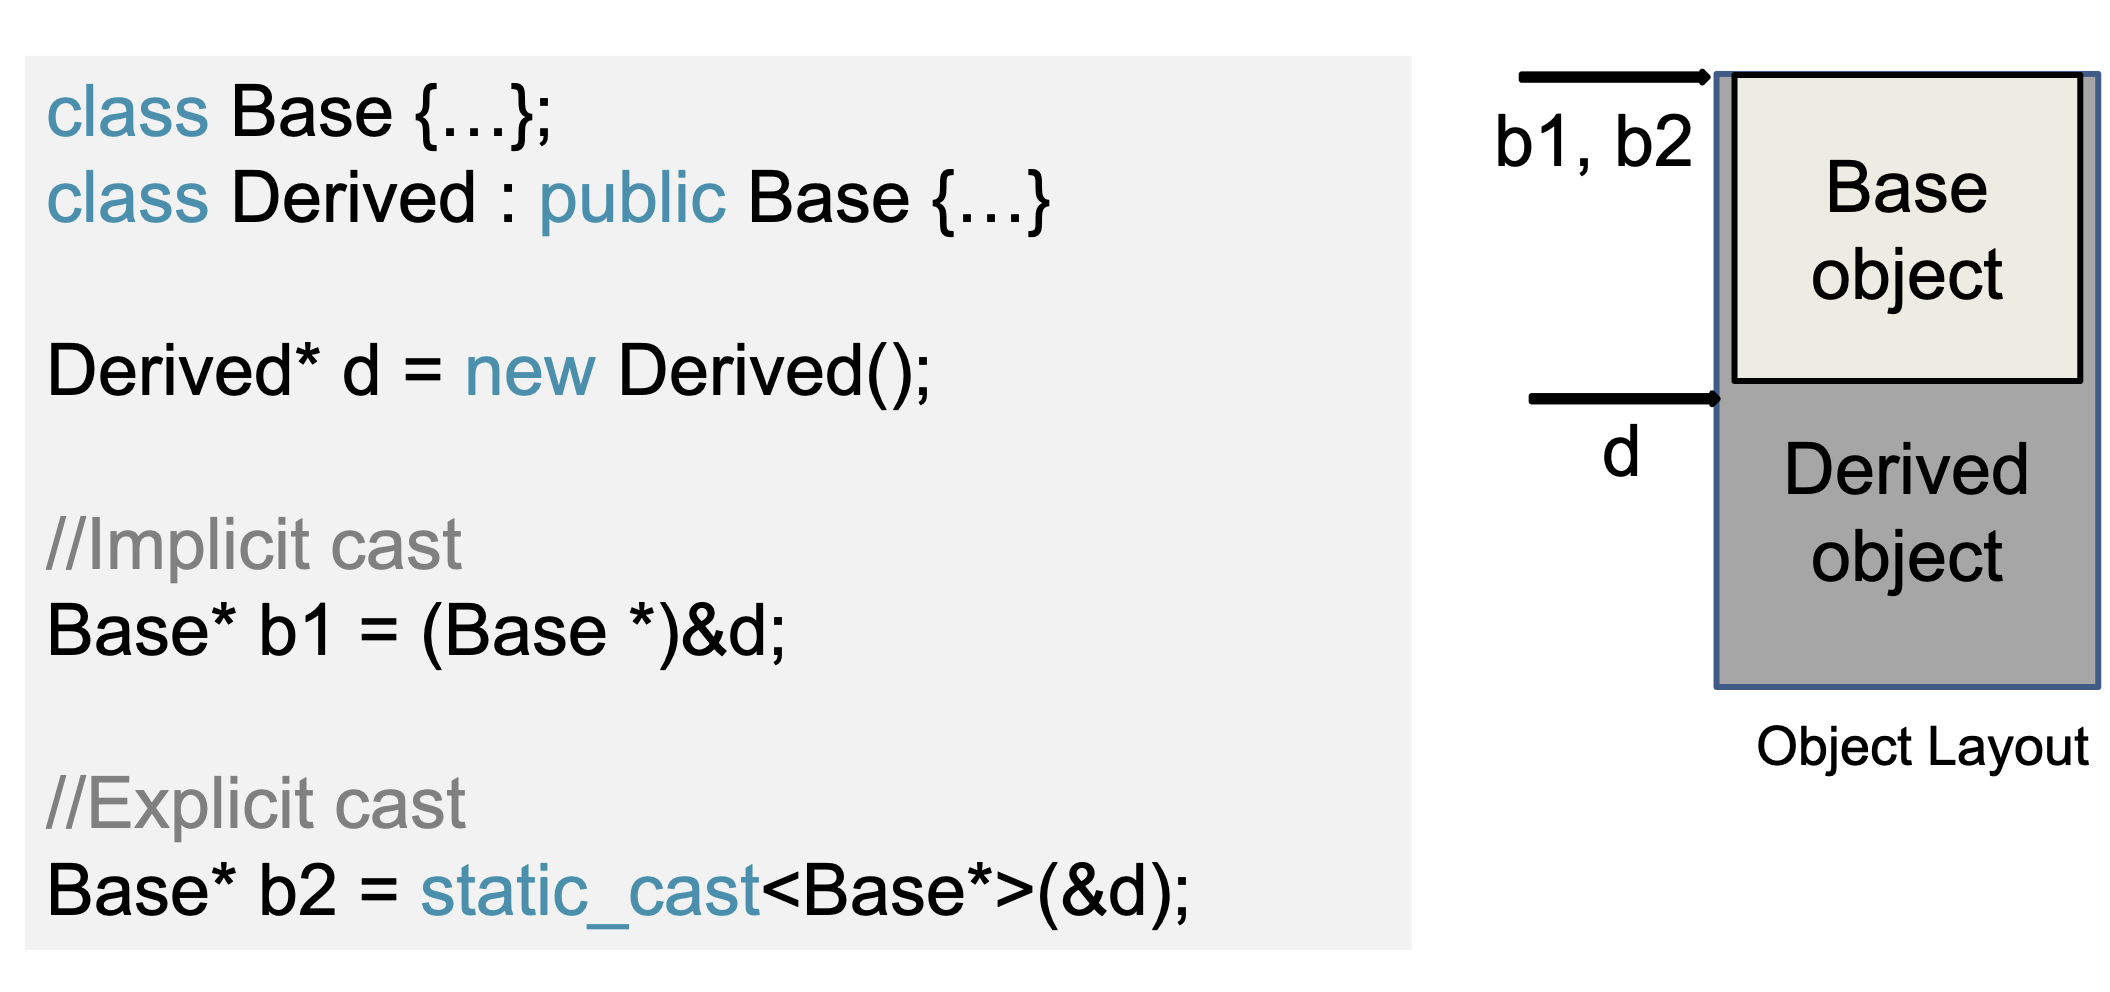 class Base {…};
class Derived : public Base {…}
Derived* d = new Derived();
//Implicit cast
Base* b1 = (Base *)&d;
//Explicit cast
Base* b2 = static_cast<Base*>(&d);
b1, b2
Base
object
d
Derived
object
Object Layout